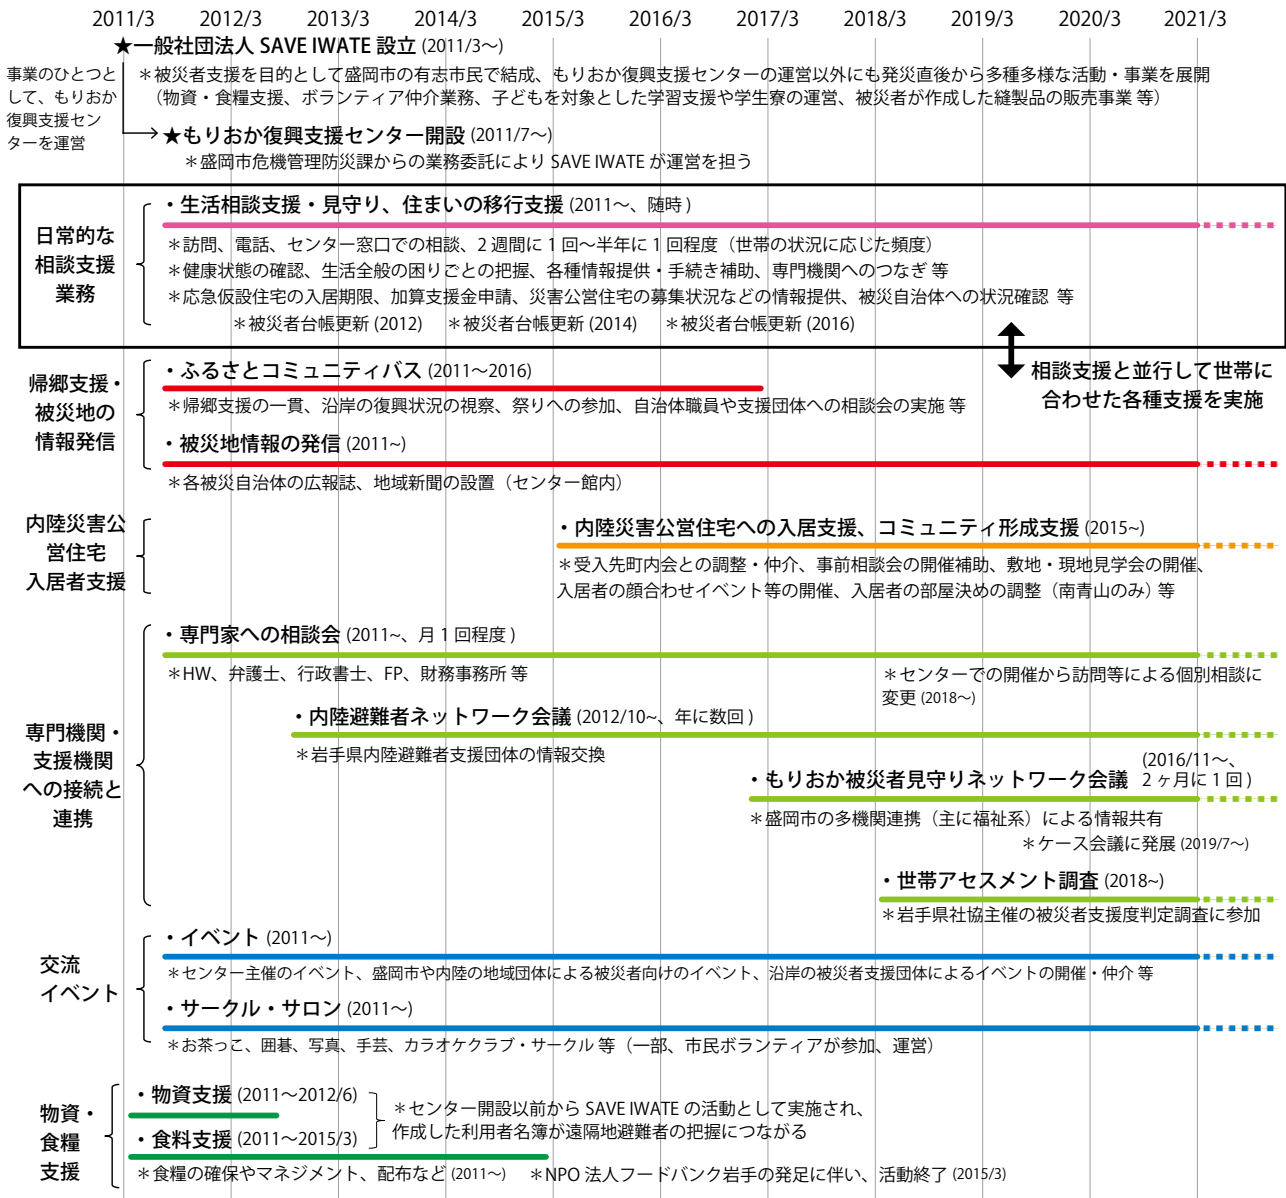 2011/3 2012/3 2013/3 2014/3 2015/3 2016/3 2017/3 2018/3 2019/3 2020/3 2021/3
★一般社団法人 SAVE IWATE 設立 (2011/3～)
事業のひとつと
して、もりおか
復興支援セン
ターを運営
＊被災者支援を目的として盛岡市の有志市民で結成、もりおか復興支援センターの運営以外にも発災直後から多種多様な活動・事業を展開
（物資・食糧支援、ボランティア仲介業務、子どもを対象とした学習支援や学生寮の運営、被災者が作成した縫製品の販売事業 等）
★もりおか復興支援センター開設 (2011/7～)
＊盛岡市危機管理防災課からの業務委託により SAVE IWATE が運営を担う
日常的な
相談支援
業務
・生活相談支援・見守り、住まいの移行支援 (2011～、随時 )
＊訪問、電話、センター窓口での相談、2 週間に 1 回～半年に 1 回程度（世帯の状況に応じた頻度）
＊健康状態の確認、生活全般の困りごとの把握、各種情報提供・手続き補助、専門機関へのつなぎ 等
＊応急仮設住宅の入居期限、加算支援金申請、災害公営住宅の募集状況などの情報提供、被災自治体への状況確認 等
＊被災者台帳更新 (2012) ＊被災者台帳更新 (2014) ＊被災者台帳更新 (2016)
相談支援と並行して世帯に
合わせた各種支援を実施
帰郷支援・
被災地の
情報発信
・ふるさとコミュニティバス (2011～2016)
＊帰郷支援の一貫、沿岸の復興状況の視察、祭りへの参加、自治体職員や支援団体への相談会の実施 等
・被災地情報の発信 (2011~)
＊各被災自治体の広報誌、地域新聞の設置（センター館内）
内陸災害公
営住宅
入居者支援
・内陸災害公営住宅への入居支援、コミュニティ形成支援 (2015~)
＊受入先町内会との調整・仲介、事前相談会の開催補助、敷地・現地見学会の開催、
入居者の顔合わせイベント等の開催、入居者の部屋決めの調整（南青山のみ) 等
専門機関・
支援機関
への接続と
連携
・専門家への相談会 (2011~、月 1 回程度 )
＊HW、弁護士、行政書士、FP、財務事務所 等
＊センターでの開催から訪問等による個別相談に
変更 (2018～)
・内陸避難者ネットワーク会議 (2012/10~、年に数回 )
＊岩手県内陸避難者支援団体の情報交換
・もりおか被災者見守りネットワーク会議 (2016/11～、
2 ヶ月に 1 回 )
＊盛岡市の多機関連携（主に福祉系）による情報共有
＊ケース会議に発展 (2019/7～)
・世帯アセスメント調査 (2018~)
＊岩手県社協主催の被災者支援度判定調査に参加
交流
イベント
・イベント (2011～)
＊センター主催のイベント、盛岡市や内陸の地域団体による被災者向けのイベント、沿岸の被災者支援団体によるイベントの開催・仲介 等
・サークル・サロン (2011～)
＊お茶っこ、囲碁、写真、手芸、カラオケクラブ・サークル 等（一部、市民ボランティアが参加、運営）
物資・
食糧
支援
・物資支援 (2011～2012/6)
・食料支援 (2011～2015/3)
＊センター開設以前から SAVE IWATE の活動として実施され、
作成した利用者名簿が遠隔地避難者の把握につながる
＊食糧の確保やマネジメント、配布など (2011～) ＊NPO 法人フードバンク岩手の発足に伴い、活動終了 (2015/3)